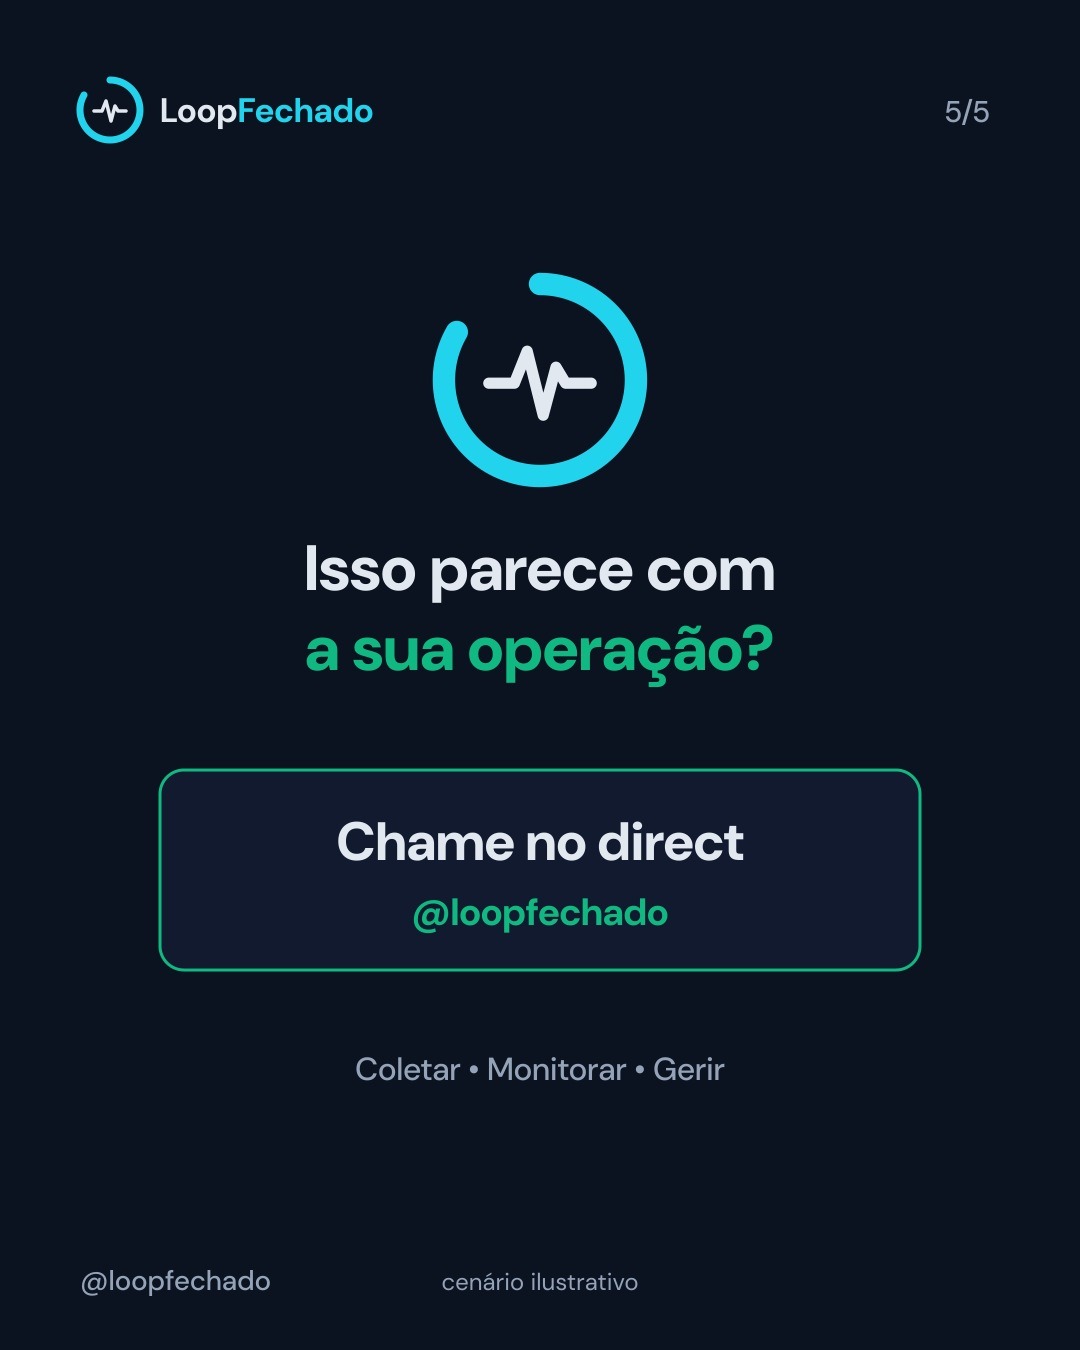 LoopFechado
5/5
Isso parece com
a sua operação?
Chame no direct
@loopfechado
Coletar • Monitorar • Gerir
@loopfechado
cenário ilustrativo